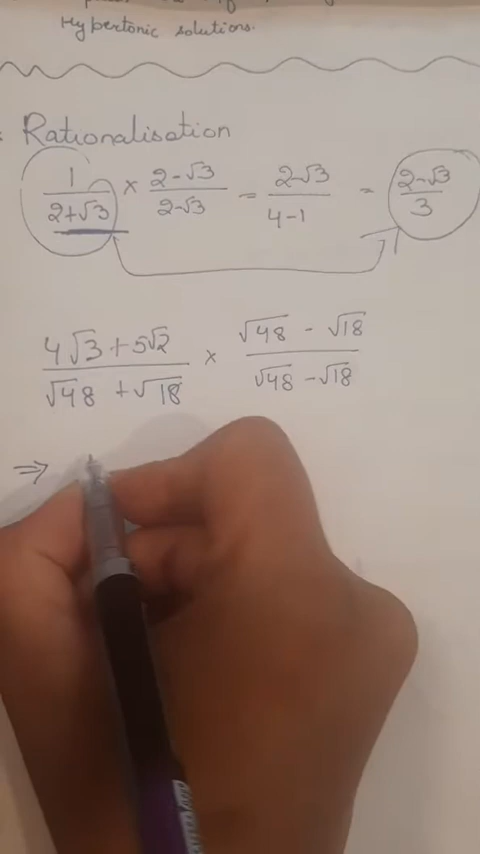 Hypertonic solutions.
Rationalisation
1/(2+√3) × (2-√3)/(2-√3) = (2-√3)/(4-1) = (2-√3)/3
(4√3+5√2)/(√48 +√18) × (√48 - √18)/(√48 -√18)
⇒